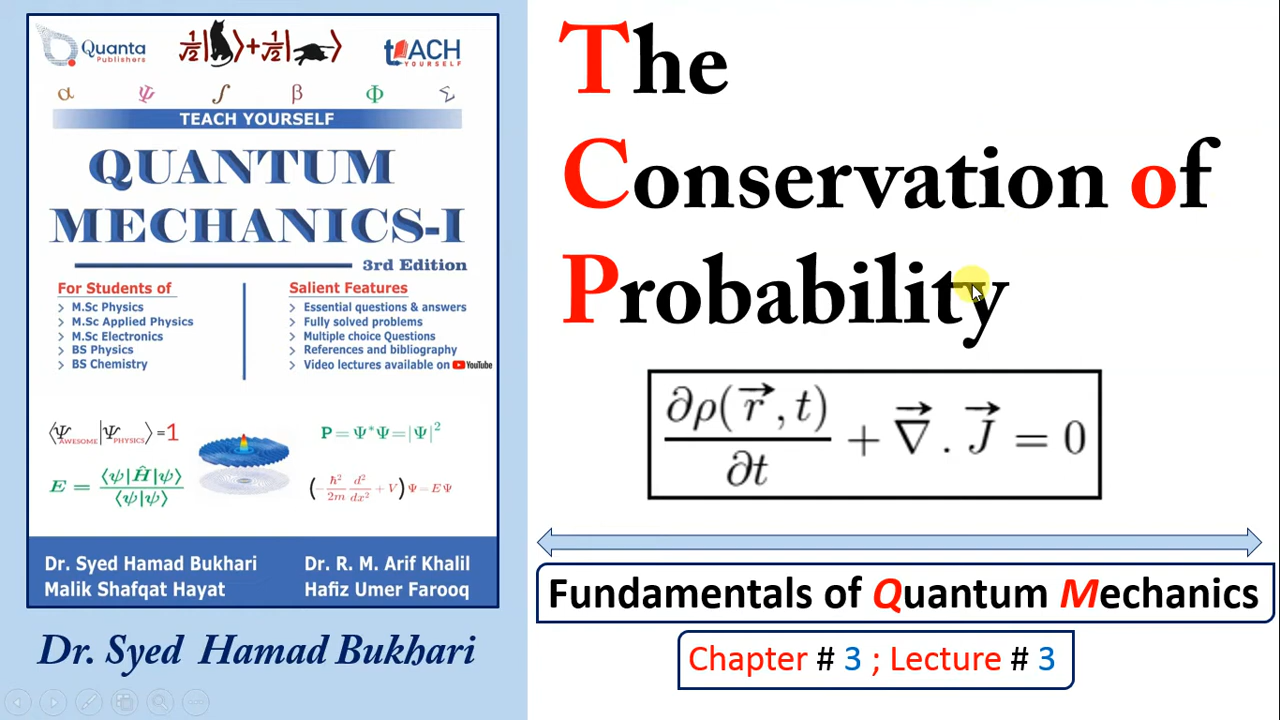 Quanta
Publishers
1/√2|⟩+1/√2|⟩
tEACH
YOURSELF
α Ψ ∫ β Φ Σ
TEACH YOURSELF
QUANTUM
MECHANICS-I
3rd Edition
For Students of
> M.Sc Physics
> M.Sc Applied Physics
> M.Sc Electronics
> BS Physics
> BS Chemistry
Salient Features
> Essential questions & answers
> Fully solved problems
> Multiple choice Questions
> References and bibliography
> Video lectures available on YouTube
⟨Ψ_AWESOME|Ψ_PHYSICS⟩=1
P=Ψ*Ψ=|Ψ|²
E = ⟨ψ|Ĥ|ψ⟩/⟨ψ|ψ⟩
(-ħ²/2m d²/dx² + V)Ψ=EΨ
Dr. Syed Hamad Bukhari
Malik Shafqat Hayat
Dr. R. M. Arif Khalil
Hafiz Umer Farooq
Dr. Syed Hamad Bukhari
The
Conservation of
Probability
∂ρ(r⃗,t)/∂t + ∇⃗ . J⃗ = 0
Fundamentals of Quantum Mechanics
Chapter # 3 ; Lecture # 3